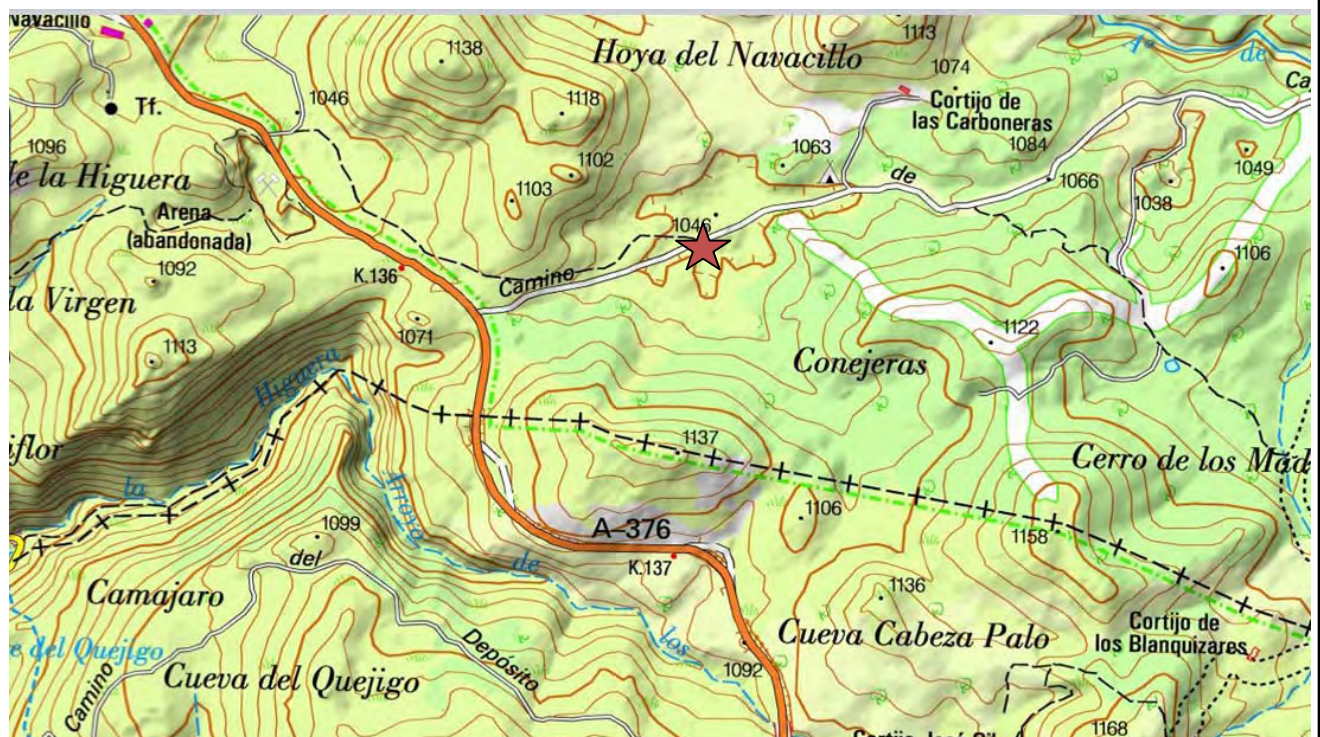 Navacillo
1138
Hoya del Navacillo
1113
Aº
de
1074
Tf.
1046
1118
Cortijo de
las Carboneras
1096
1063
1084
1102
de
1066
1049
de la Higuera
1103
1038
Arena
(abandonada)
1046
1092
K.136
Camino
1106
la Virgen
1071
1122
1113
Higuera
Conejeras
1137
la
Cerro de los Mad
Arroyo
1099
A-376
1106
1158
del
de
K.137
Camajaro
1136
Cortijo de
los Blanquizares
los
Cueva Cabeza Palo
del Quejigo
Depósito
Camino
Cueva del Quejigo
1092
1168